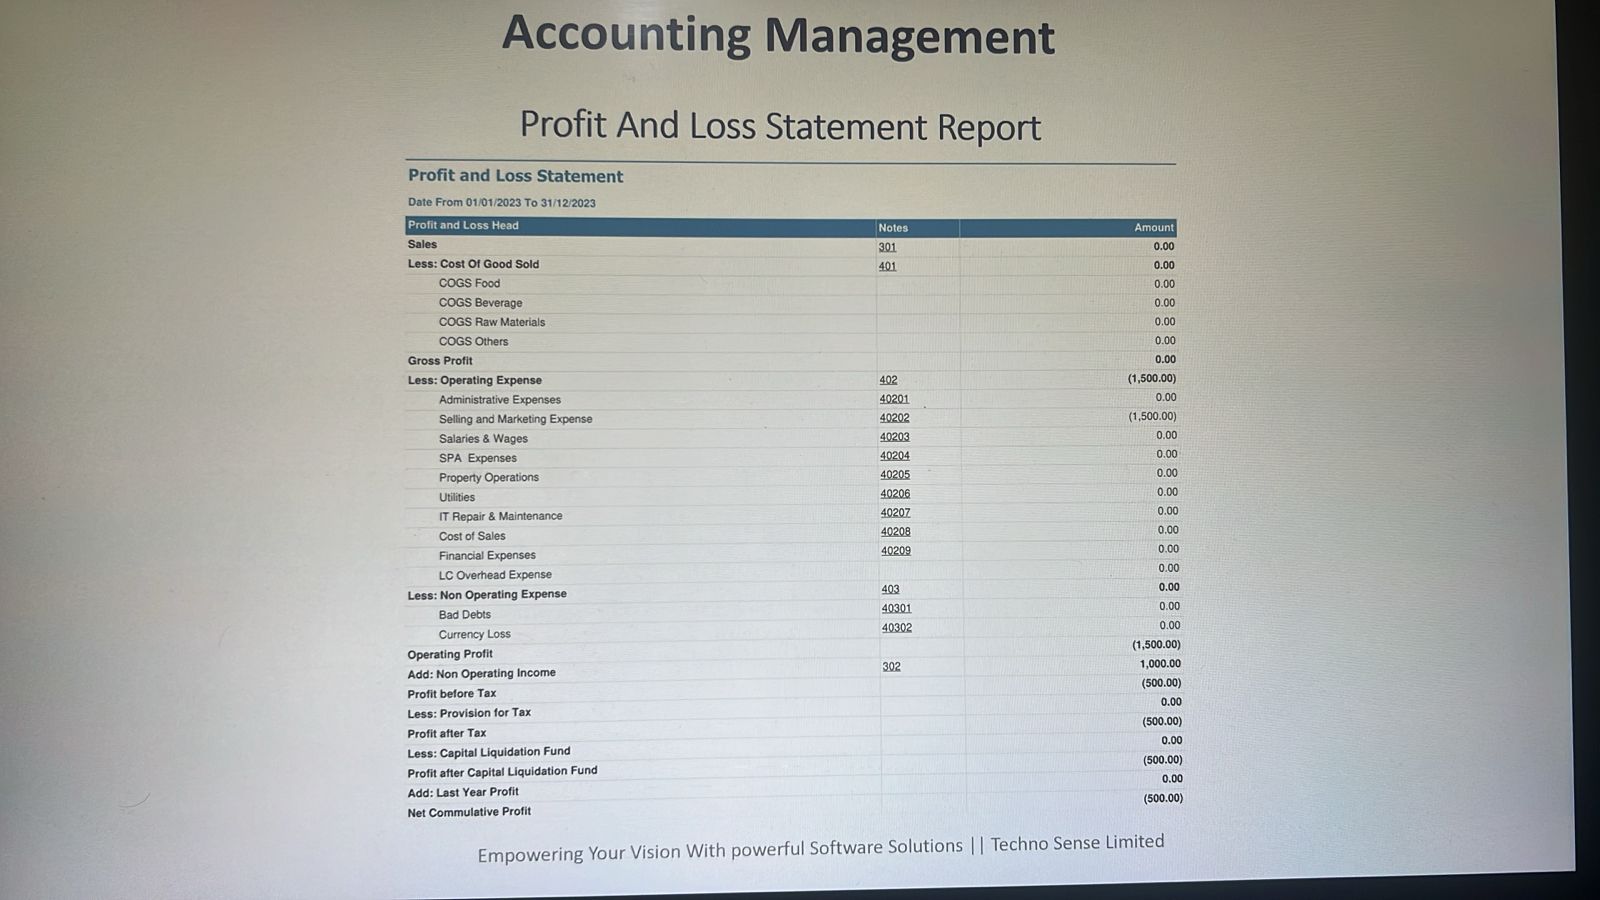 Accounting Management
Profit And Loss Statement Report
Profit and Loss Statement
Date From 01/01/2023 To 31/12/2023
Profit and Loss Head Notes Amount
Sales 301 0.00
Less: Cost Of Good Sold 401 0.00
COGS Food 0.00
COGS Beverage 0.00
COGS Raw Materials 0.00
COGS Others 0.00
Gross Profit 0.00
Less: Operating Expense 402 (1,500.00)
Administrative Expenses 40201 0.00
Selling and Marketing Expense 40202 (1,500.00)
Salaries & Wages 40203 0.00
SPA Expenses 40204 0.00
Property Operations 40205 0.00
Utilities 40206 0.00
IT Repair & Maintenance 40207 0.00
Cost of Sales 40208 0.00
Financial Expenses 40209 0.00
LC Overhead Expense 0.00
Less: Non Operating Expense 403 0.00
Bad Debts 40301 0.00
Currency Loss 40302 0.00
Operating Profit (1,500.00)
Add: Non Operating Income 302 1,000.00
Profit before Tax (500.00)
Less: Provision for Tax 0.00
Profit after Tax (500.00)
Less: Capital Liquidation Fund 0.00
Profit after Capital Liquidation Fund (500.00)
Add: Last Year Profit 0.00
Net Commulative Profit (500.00)
Empowering Your Vision With powerful Software Solutions || Techno Sense Limited